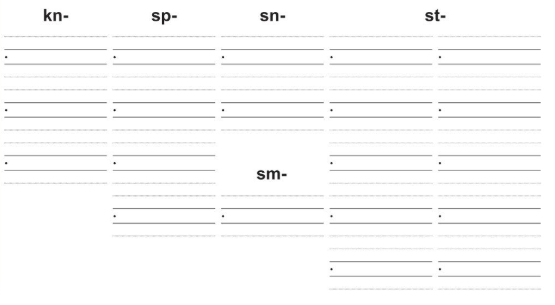 kn- sp- sn- st-
sm-